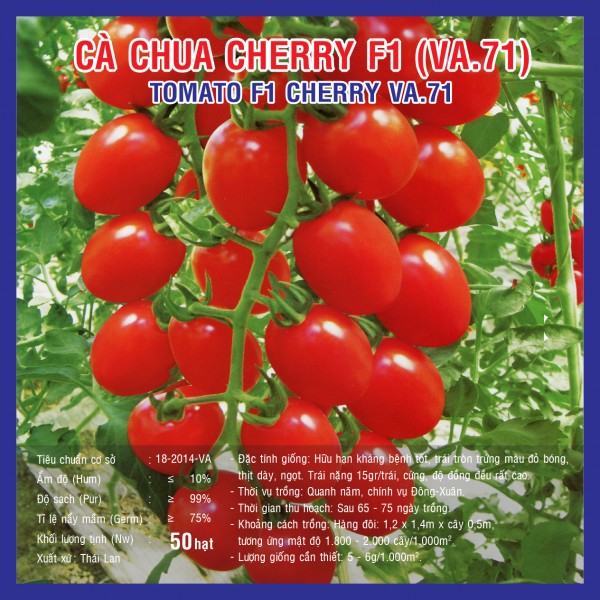 CÀ CHUA CHERRY F1 (VA.71)
TOMATO F1 CHERRY VA.71
Tiêu chuẩn cơ sở : 18-2014-VA
Ẩm độ (Hum) : ≤ 10%
Độ sạch (Pur) : ≥ 99%
Tỉ lệ nẩy mầm (Germ) : ≥ 75%
Khối lượng tịnh (Nw) : 50 hạt
Xuất xứ : Thái Lan
- Đặc tính giống: Hữu hạn kháng bệnh tốt, trái tròn trứng màu đỏ bóng,
thịt dày, ngọt. Trái nặng 15gr/trái, cứng, độ đồng đều rất cao.
- Thời vụ trồng: Quanh năm, chính vụ Đông-Xuân.
- Thời gian thu hoạch: Sau 65 - 75 ngày trồng.
- Khoảng cách trồng: Hàng đôi: 1,2 x 1,4m x cây 0,5m,
tương ứng mật độ 1.800 - 2.000 cây/1,000m².
- Lượng giống cần thiết: 5 - 6g/1.000m².